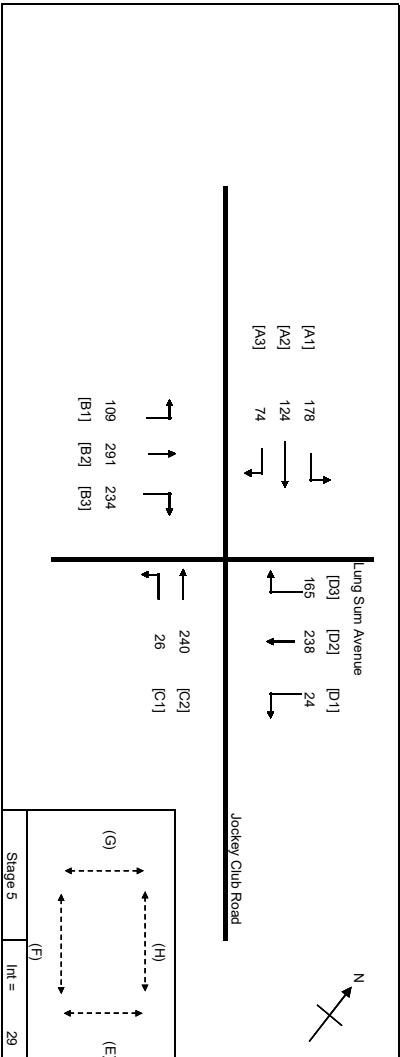 Lung Sum Avenue
N
[D3] [D2] [D1]
165 238 24
[A1] 178
[A2] 124
[A3] 74
Jockey Club Road
240 [C2]
26 [C1]
109 291 234
[B1] [B2] [B3]
(H)
(G) (E
(F)
Stage 5 Int = 29